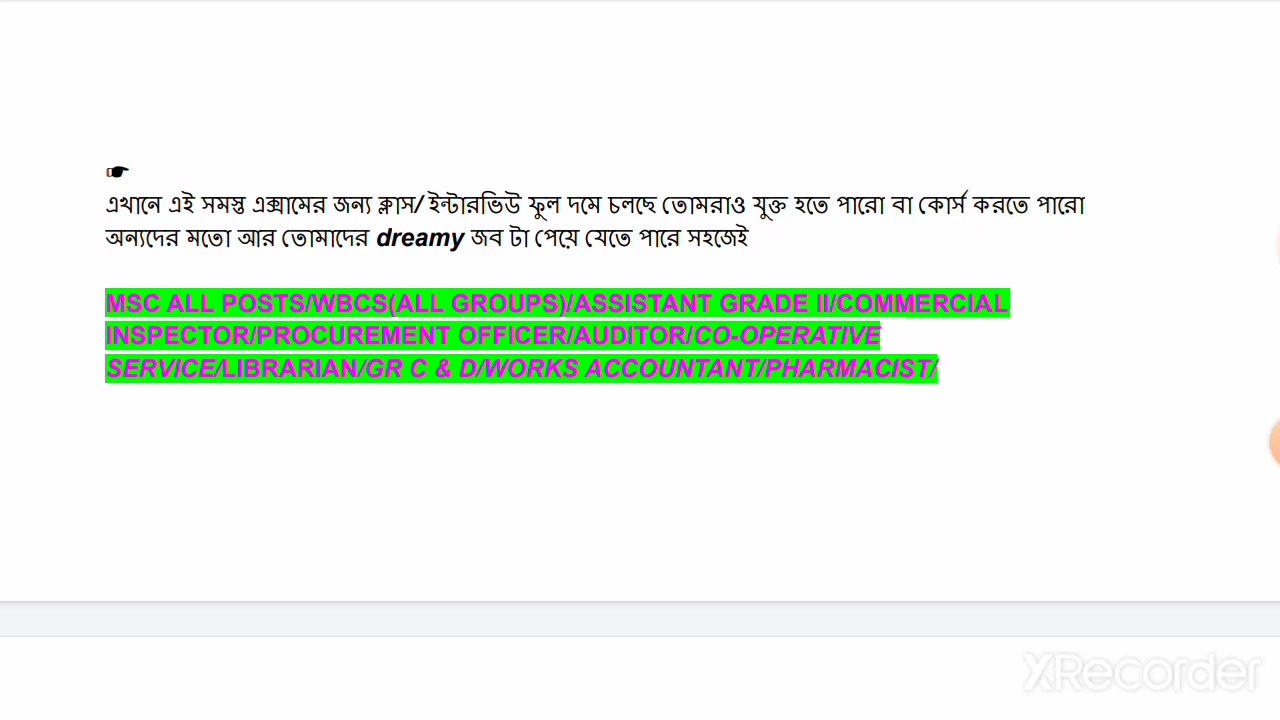 ☛
এখানে এই সমস্ত এক্সামের জন্য ক্লাস/ ইন্টারভিউ ফুল দমে চলছে তোমরাও যুক্ত হতে পারো বা কোর্স করতে পারো
অন্যদের মতো আর তোমাদের dreamy জব টা পেয়ে যেতে পারে সহজেই
MSC ALL POSTS/WBCS(ALL GROUPS)/ASSISTANT GRADE II/COMMERCIAL
INSPECTOR/PROCUREMENT OFFICER/AUDITOR/CO-OPERATIVE
SERVICE/LIBRARIAN/GR C & D/WORKS ACCOUNTANT/PHARMACIST/
XRecorder